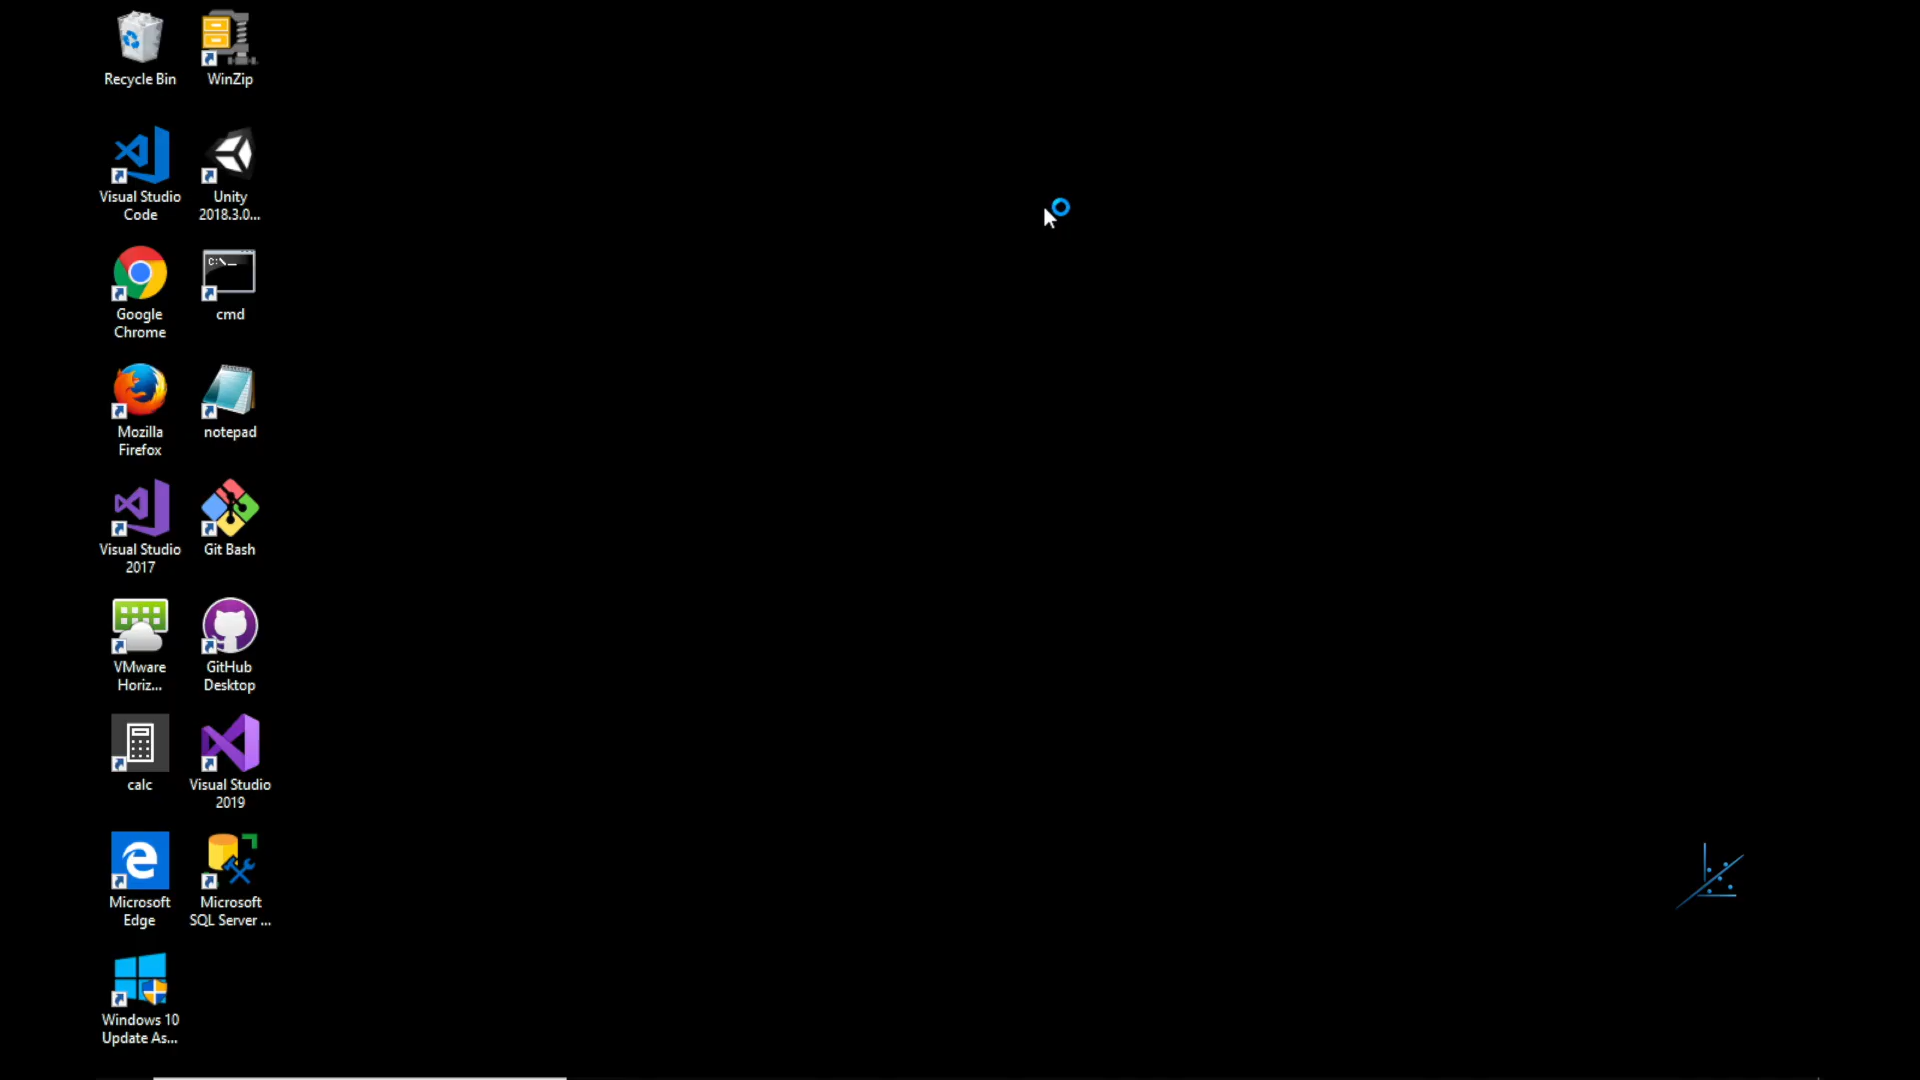 Recycle Bin
WinZip
Visual Studio
Code
Unity
2018.3.0...
Google
Chrome
C:\_
cmd
Mozilla
Firefox
notepad
Visual Studio
2017
Git Bash
VMware
Horiz...
GitHub
Desktop
calc
Visual Studio
2019
Microsoft
Edge
Microsoft
SQL Server ...
Windows 10
Update As...